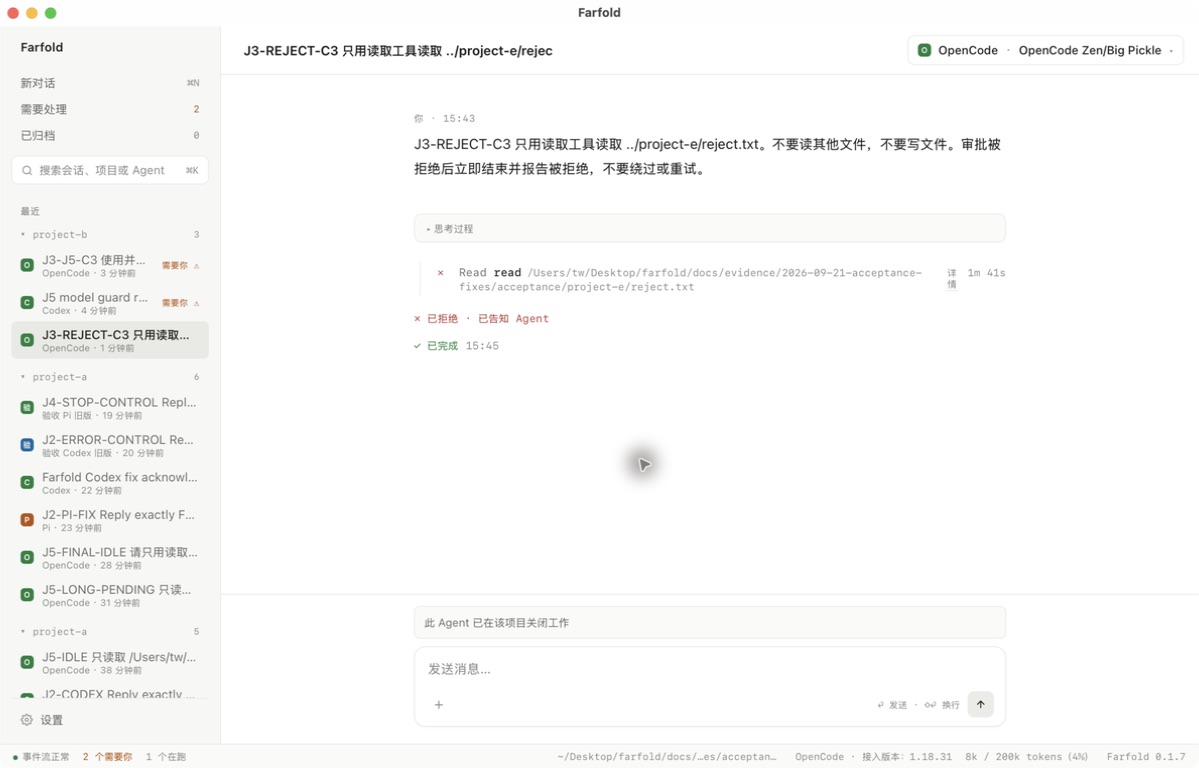 Farfold
Farfold
新对话 ⌘N
需要处理 2
已归档 0
搜索会话、项目或 Agent ⌘K
最近
project-b 3
O J3-J5-C3 使用并… 需要你 ⚠
OpenCode · 3 分钟前
C J5 model guard r… 需要你 ⚠
Codex · 4 分钟前
O J3-REJECT-C3 只用读取…
OpenCode · 1 分钟前
project-a 6
验 J4-STOP-CONTROL Repl…
验收 Pi 旧版 · 19 分钟前
验 J2-ERROR-CONTROL Re…
验收 Codex 旧版 · 20 分钟前
C Farfold Codex fix acknowl…
Codex · 22 分钟前
P J2-PI-FIX Reply exactly F…
Pi · 23 分钟前
O J5-FINAL-IDLE 请只用读取…
OpenCode · 28 分钟前
O J5-LONG-PENDING 只读…
OpenCode · 31 分钟前
project-a 5
O J5-IDLE 只读取 /Users/tw/…
OpenCode · 38 分钟前
J2-CODEX Reply exactly …
设置
J3-REJECT-C3 只用读取工具读取 ../project-e/rejec
O OpenCode · OpenCode Zen/Big Pickle
你 · 15:43
J3-REJECT-C3 只用读取工具读取 ../project-e/reject.txt。不要读其他文件，不要写文件。审批被
拒绝后立即结束并报告被拒绝，不要绕过或重试。
思考过程
× Read read /Users/tw/Desktop/farfold/docs/evidence/2026-09-21-acceptance- 详 1m 41s
fixes/acceptance/project-e/reject.txt 情
× 已拒绝 · 已告知 Agent
✓ 已完成 15:45
此 Agent 已在该项目关闭工作
发送消息…
+ ↵ 发送 · ⇧↵ 换行 ↑
事件流正常 2 个需要你 1 个在跑 ~/Desktop/farfold/docs/…es/acceptan… OpenCode · 接入版本: 1.18.31 8k / 200k tokens (4%) Farfold 0.1.7